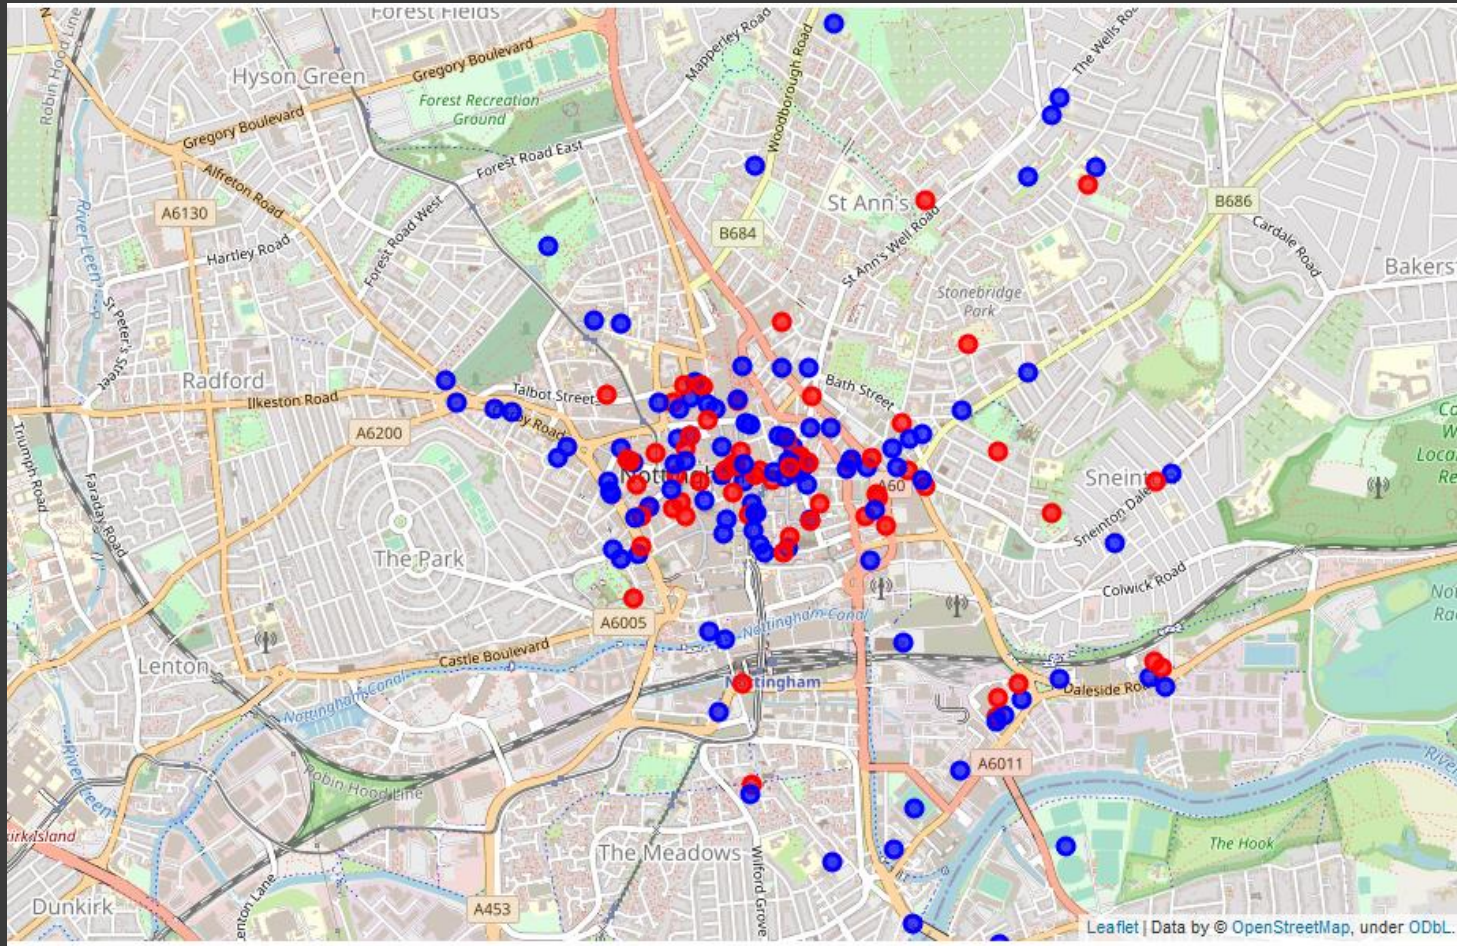 Forest Fields
Mapperley Road
Woodborough Road
The Wells Ro
Robin Hood Line
Hyson Green
Gregory Boulevard
Forest Recreation
Ground
Gregory Boulevard
Forest Road East
Alfreton Road
A6130
River Leen
Hartley Road
Forest Road West
St Ann's
B684
B686
St Ann's Well Road
Cardale Road
Bakers
Stonebridge
Park
St Peter's Street
Radford
Ilkeston Road
Talbot Street
Bath Street
A6200
Triumph Road
Faraday Road
A60
Sneinton Dale
Loca
The Park
Colwick Road
A6005
Nottingham Canal
Castle Boulevard
Lenton
Nottingham
Nottingham Canal
Daleside Ro
A6011
Robin Hood Line
River Leen
River
The Hook
The Meadows
Wilford Grove
Dunkirk
enton Lane
A453
Leaflet | Data by © OpenStreetMap, under ODbL.